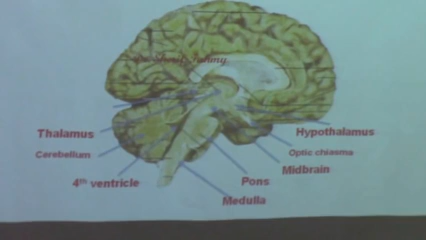 Thalamus
Hypothalamus
Cerebellum
Optic chiasma
Midbrain
4th ventricle
Pons
Medulla